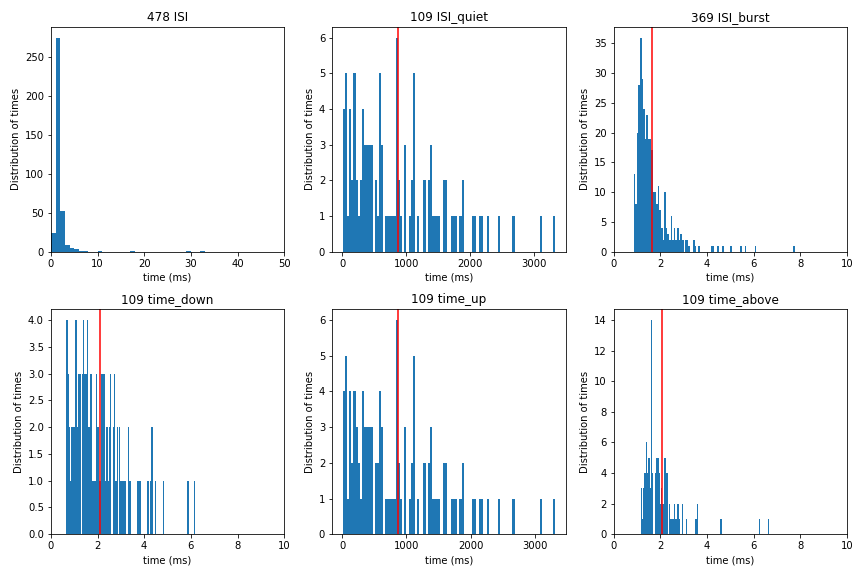 478 ISI
109 ISI_quiet
369 ISI_burst
Distribution of times
250
200
150
100
50
0
0 10 20 30 40 50
time (ms)
Distribution of times
6
5
4
3
2
1
0
0 1000 2000 3000
time (ms)
Distribution of times
35
30
25
20
15
10
5
0
0 2 4 6 8 10
time (ms)
109 time_down
109 time_up
109 time_above
Distribution of times
4.0
3.5
3.0
2.5
2.0
1.5
1.0
0.5
0.0
0 2 4 6 8 10
time (ms)
Distribution of times
6
5
4
3
2
1
0
0 1000 2000 3000
time (ms)
Distribution of times
14
12
10
8
6
4
2
0
0 2 4 6 8 10
time (ms)